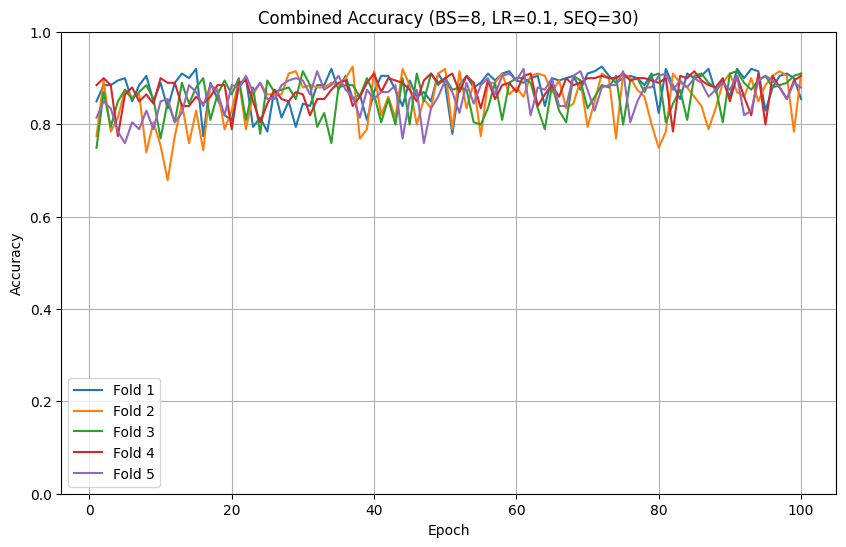 Combined Accuracy (BS=8, LR=0.1, SEQ=30)
Accuracy
1.0
0.8
0.6
0.4
0.2
0.0
Fold 1
Fold 2
Fold 3
Fold 4
Fold 5
0 20 40 60 80 100
Epoch